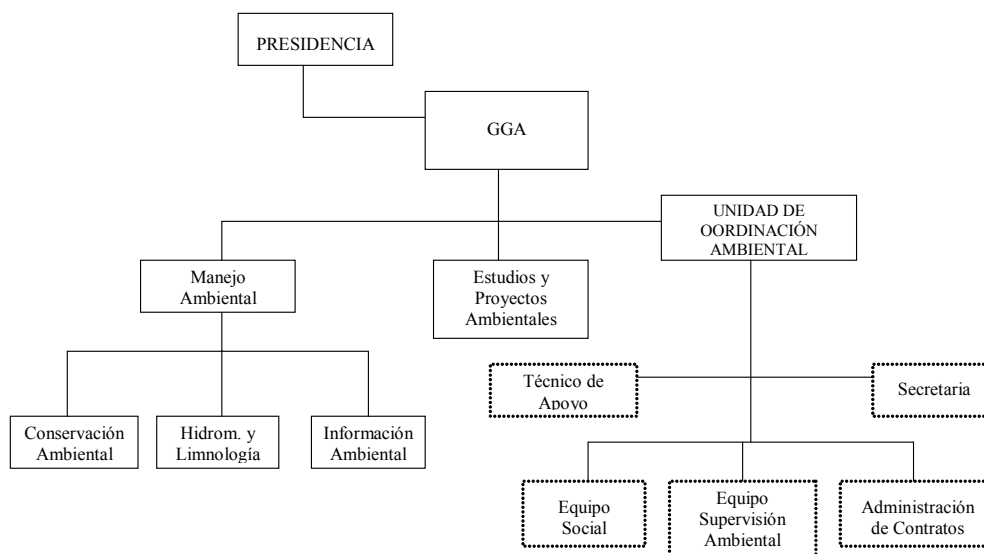 PRESIDENCIA
GGA
UNIDAD DE
OORDINACIÓN
AMBIENTAL
Manejo
Ambiental
Estudios y
Proyectos
Ambientales
Técnico de
Apoyo
Secretaria
Conservación
Ambiental
Hidrom. y
Limnología
Información
Ambiental
Equipo
Social
Equipo
Supervisión
Ambiental
Administración
de Contratos